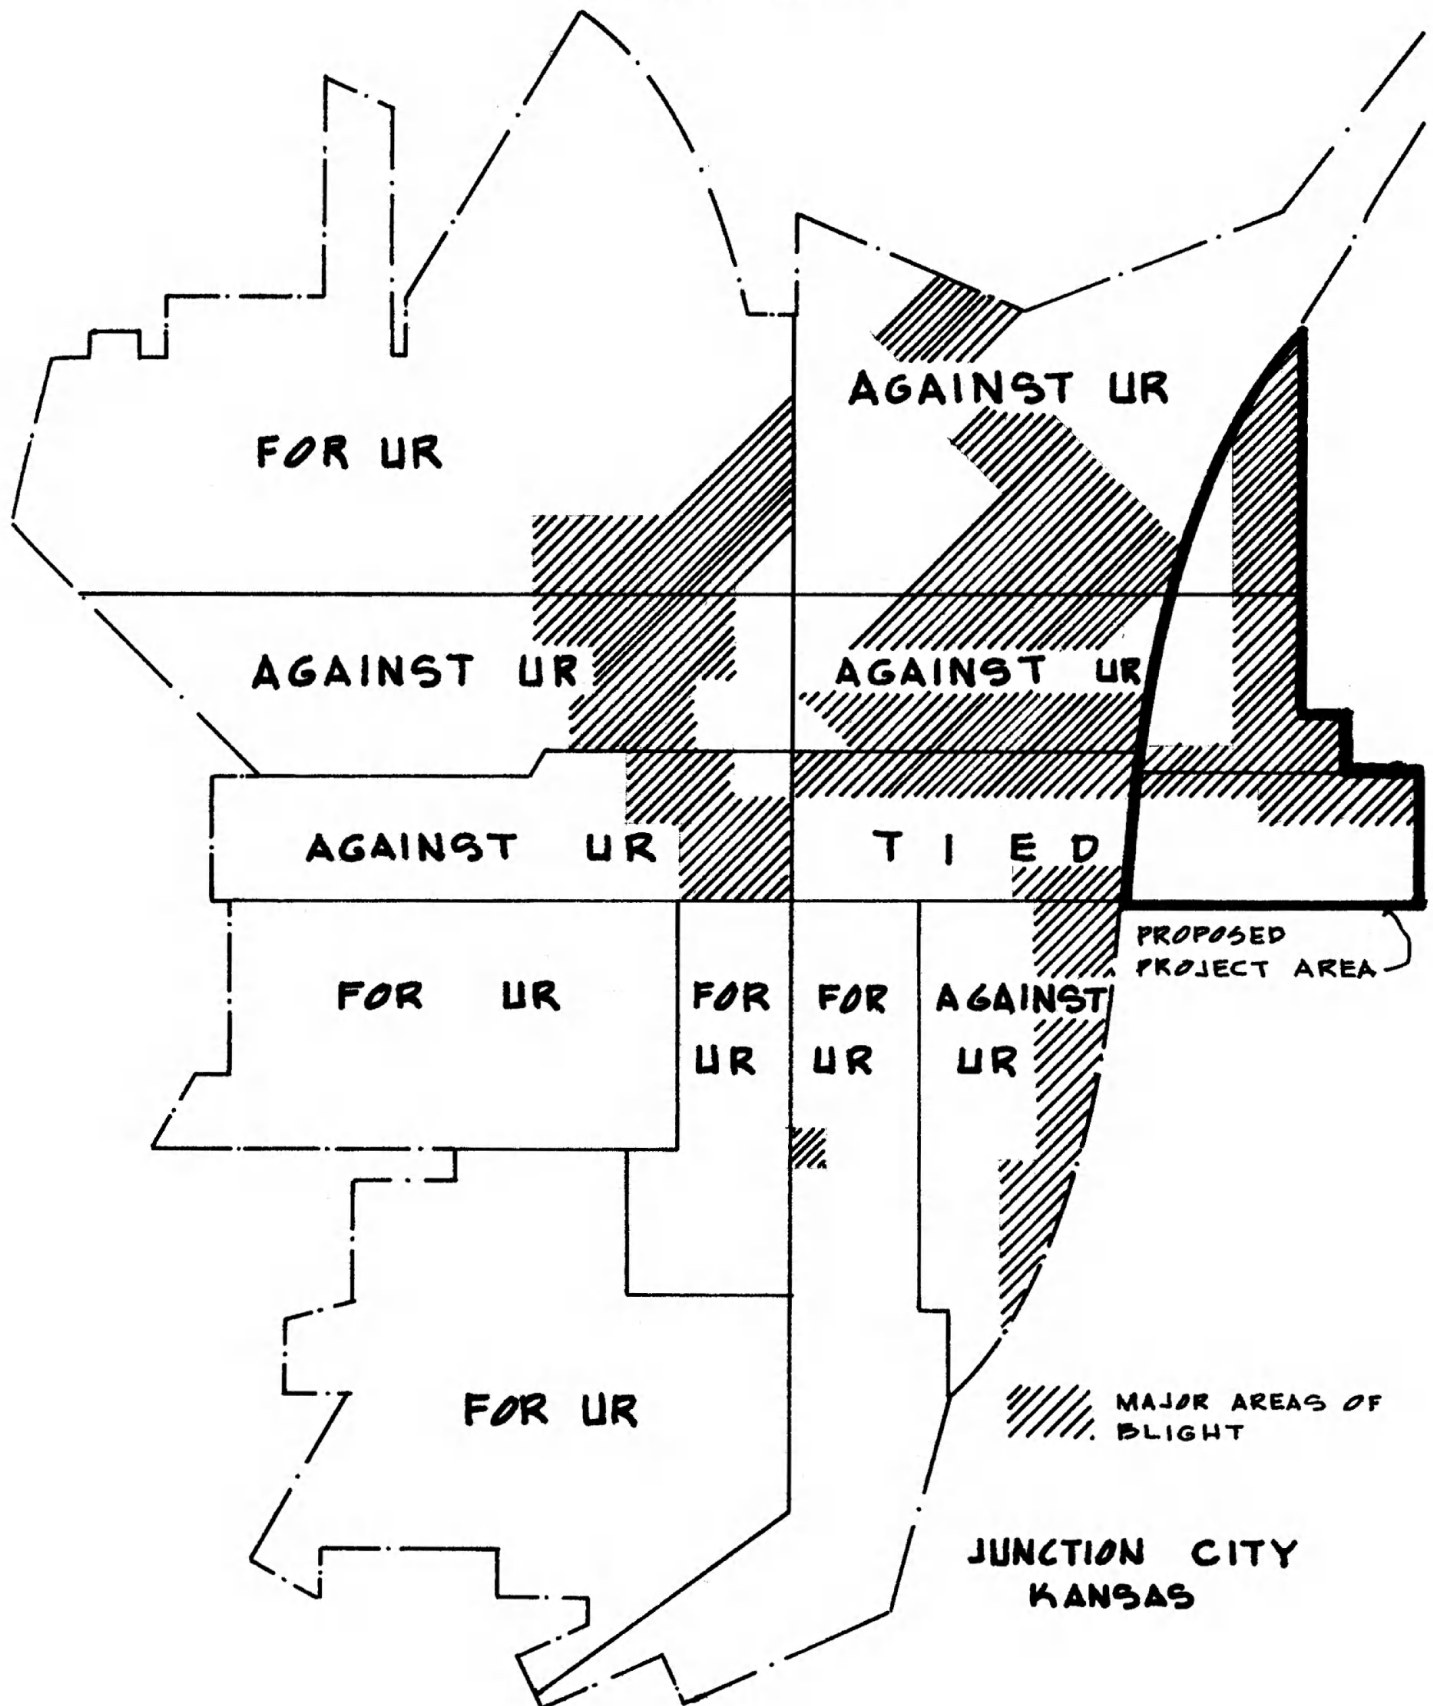 AGAINST UR
FOR UR
AGAINST UR
AGAINST UR
AGAINST UR
TIED
PROPOSED
PROJECT AREA
FOR UR
FOR
UR
FOR
UR
AGAINST
UR
FOR UR
MAJOR AREAS OF
BLIGHT
JUNCTION CITY
KANSAS